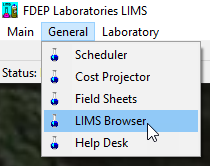 FDEP Laboratories LIMS
Main General Laboratory
Scheduler
Cost Projector
Status:
Field Sheets
LIMS Browser
Help Desk